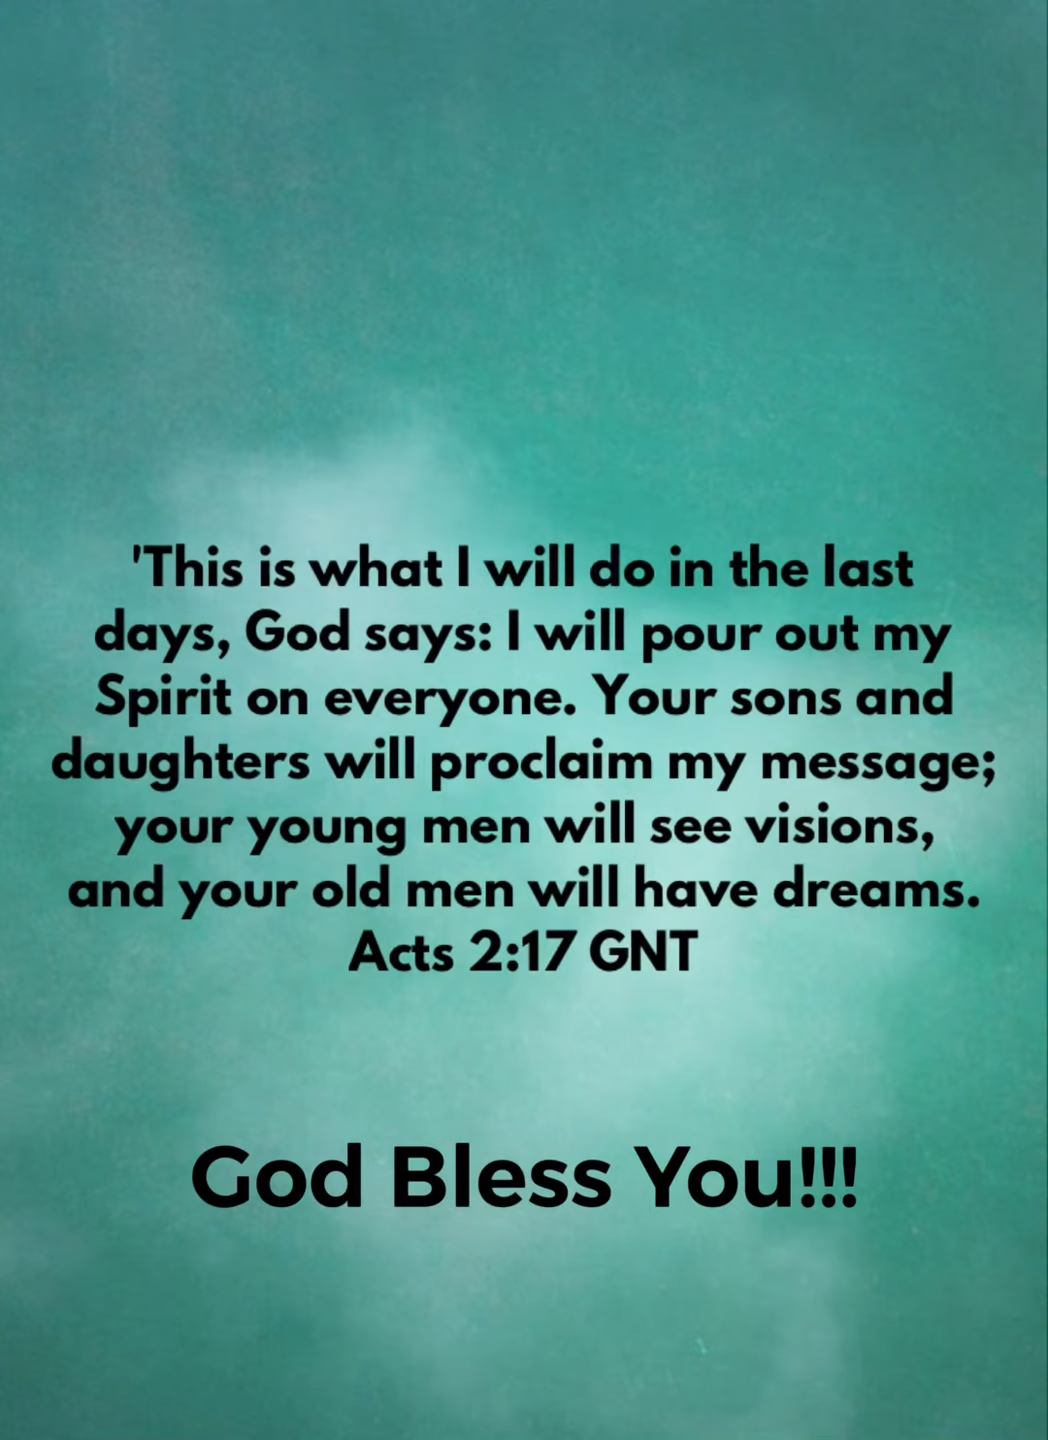 'This is what I will do in the last
days, God says: I will pour out my
Spirit on everyone. Your sons and
daughters will proclaim my message;
your young men will see visions,
and your old men will have dreams.
Acts 2:17 GNT
God Bless You!!!